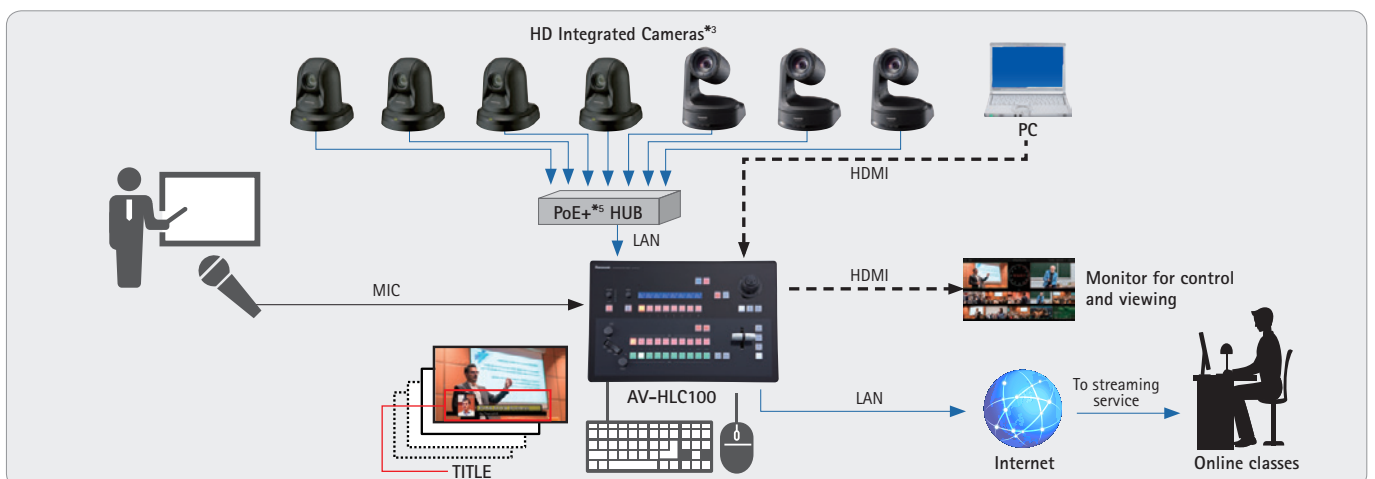 HD Integrated Cameras*3
PC
HDMI
PoE+*5 HUB
LAN
MIC
HDMI
Monitor for control
and viewing
AV-HLC100
LAN
To streaming
service
TITLE
Internet
Online classes